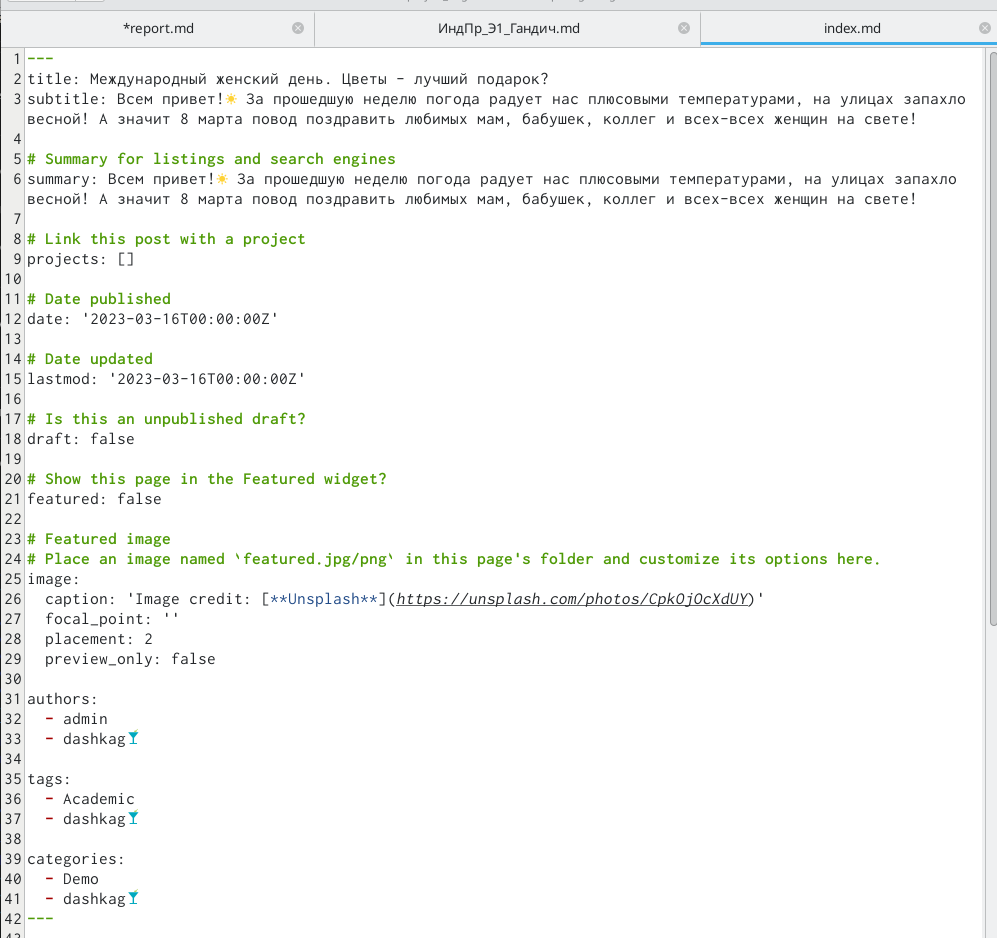 *report.md
ИндПр_Э1_Гандич.md
index.md
1 ---
2 title: Международный женский день. Цветы - лучший подарок?
3 subtitle: Всем привет!☀ За прошедшую неделю погода радует нас плюсовыми температурами, на улицах запахло
весной! А значит 8 марта повод поздравить любимых мам, бабушек, коллег и всех-всех женщин на свете!
4
5 # Summary for listings and search engines
6 summary: Всем привет!☀ За прошедшую неделю погода радует нас плюсовыми температурами, на улицах запахло
весной! А значит 8 марта повод поздравить любимых мам, бабушек, коллег и всех-всех женщин на свете!
7
8 # Link this post with a project
9 projects: []
10
11 # Date published
12 date: '2023-03-16T00:00:00Z'
13
14 # Date updated
15 lastmod: '2023-03-16T00:00:00Z'
16
17 # Is this an unpublished draft?
18 draft: false
19
20 # Show this page in the Featured widget?
21 featured: false
22
23 # Featured image
24 # Place an image named `featured.jpg/png` in this page's folder and customize its options here.
25 image:
26   caption: 'Image credit: [**Unsplash**](https://unsplash.com/photos/CpkOjOcXdUY)'
27   focal_point: ''
28   placement: 2
29   preview_only: false
30
31 authors:
32   - admin
33   - dashkag🍸
34
35 tags:
36   - Academic
37   - dashkag🍸
38
39 categories:
40   - Demo
41   - dashkag🍸
42 ---